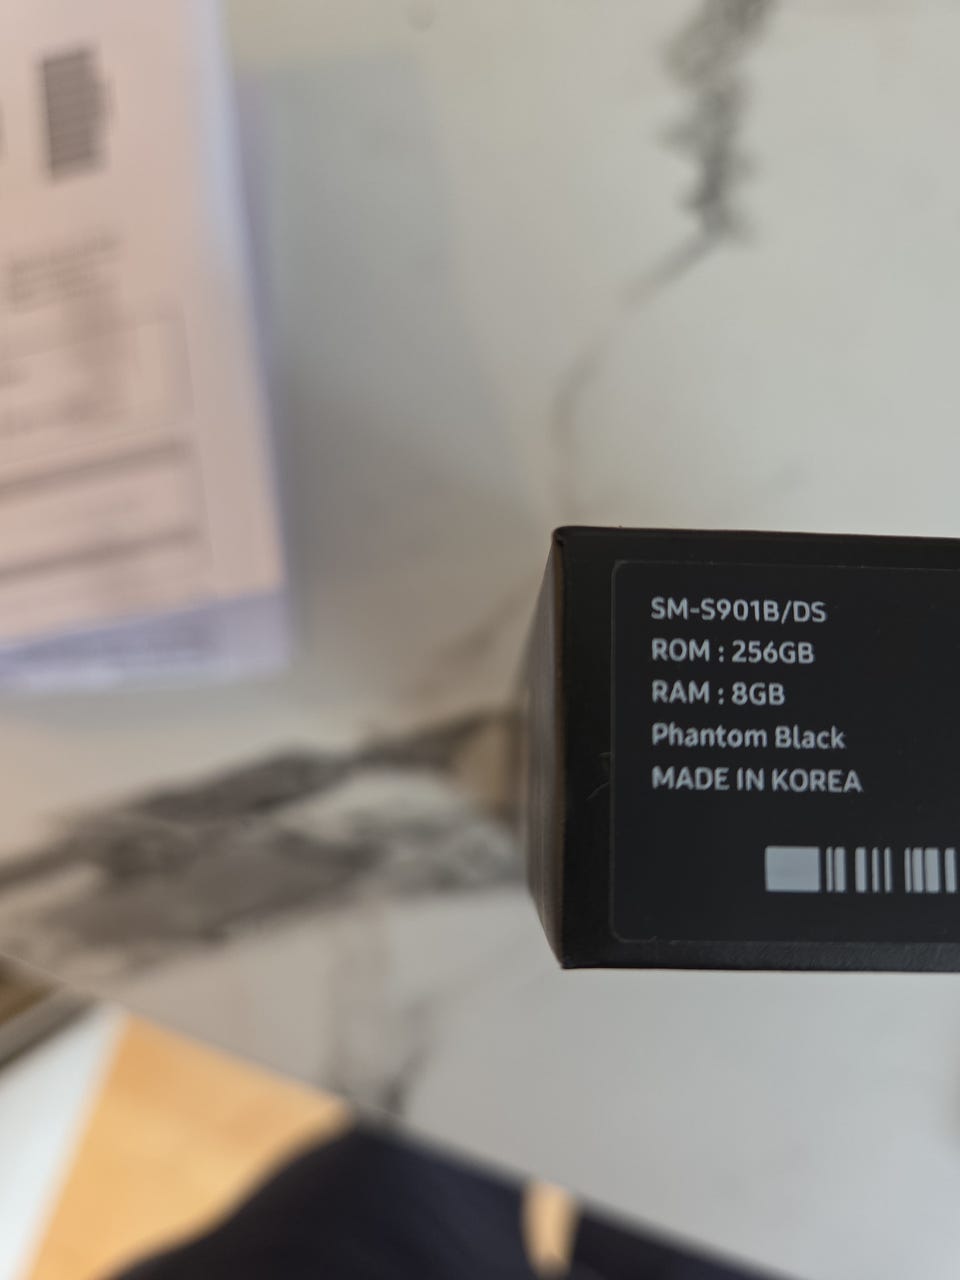 SM-S901B/DS
ROM : 256GB
RAM : 8GB
Phantom Black
MADE IN KOREA